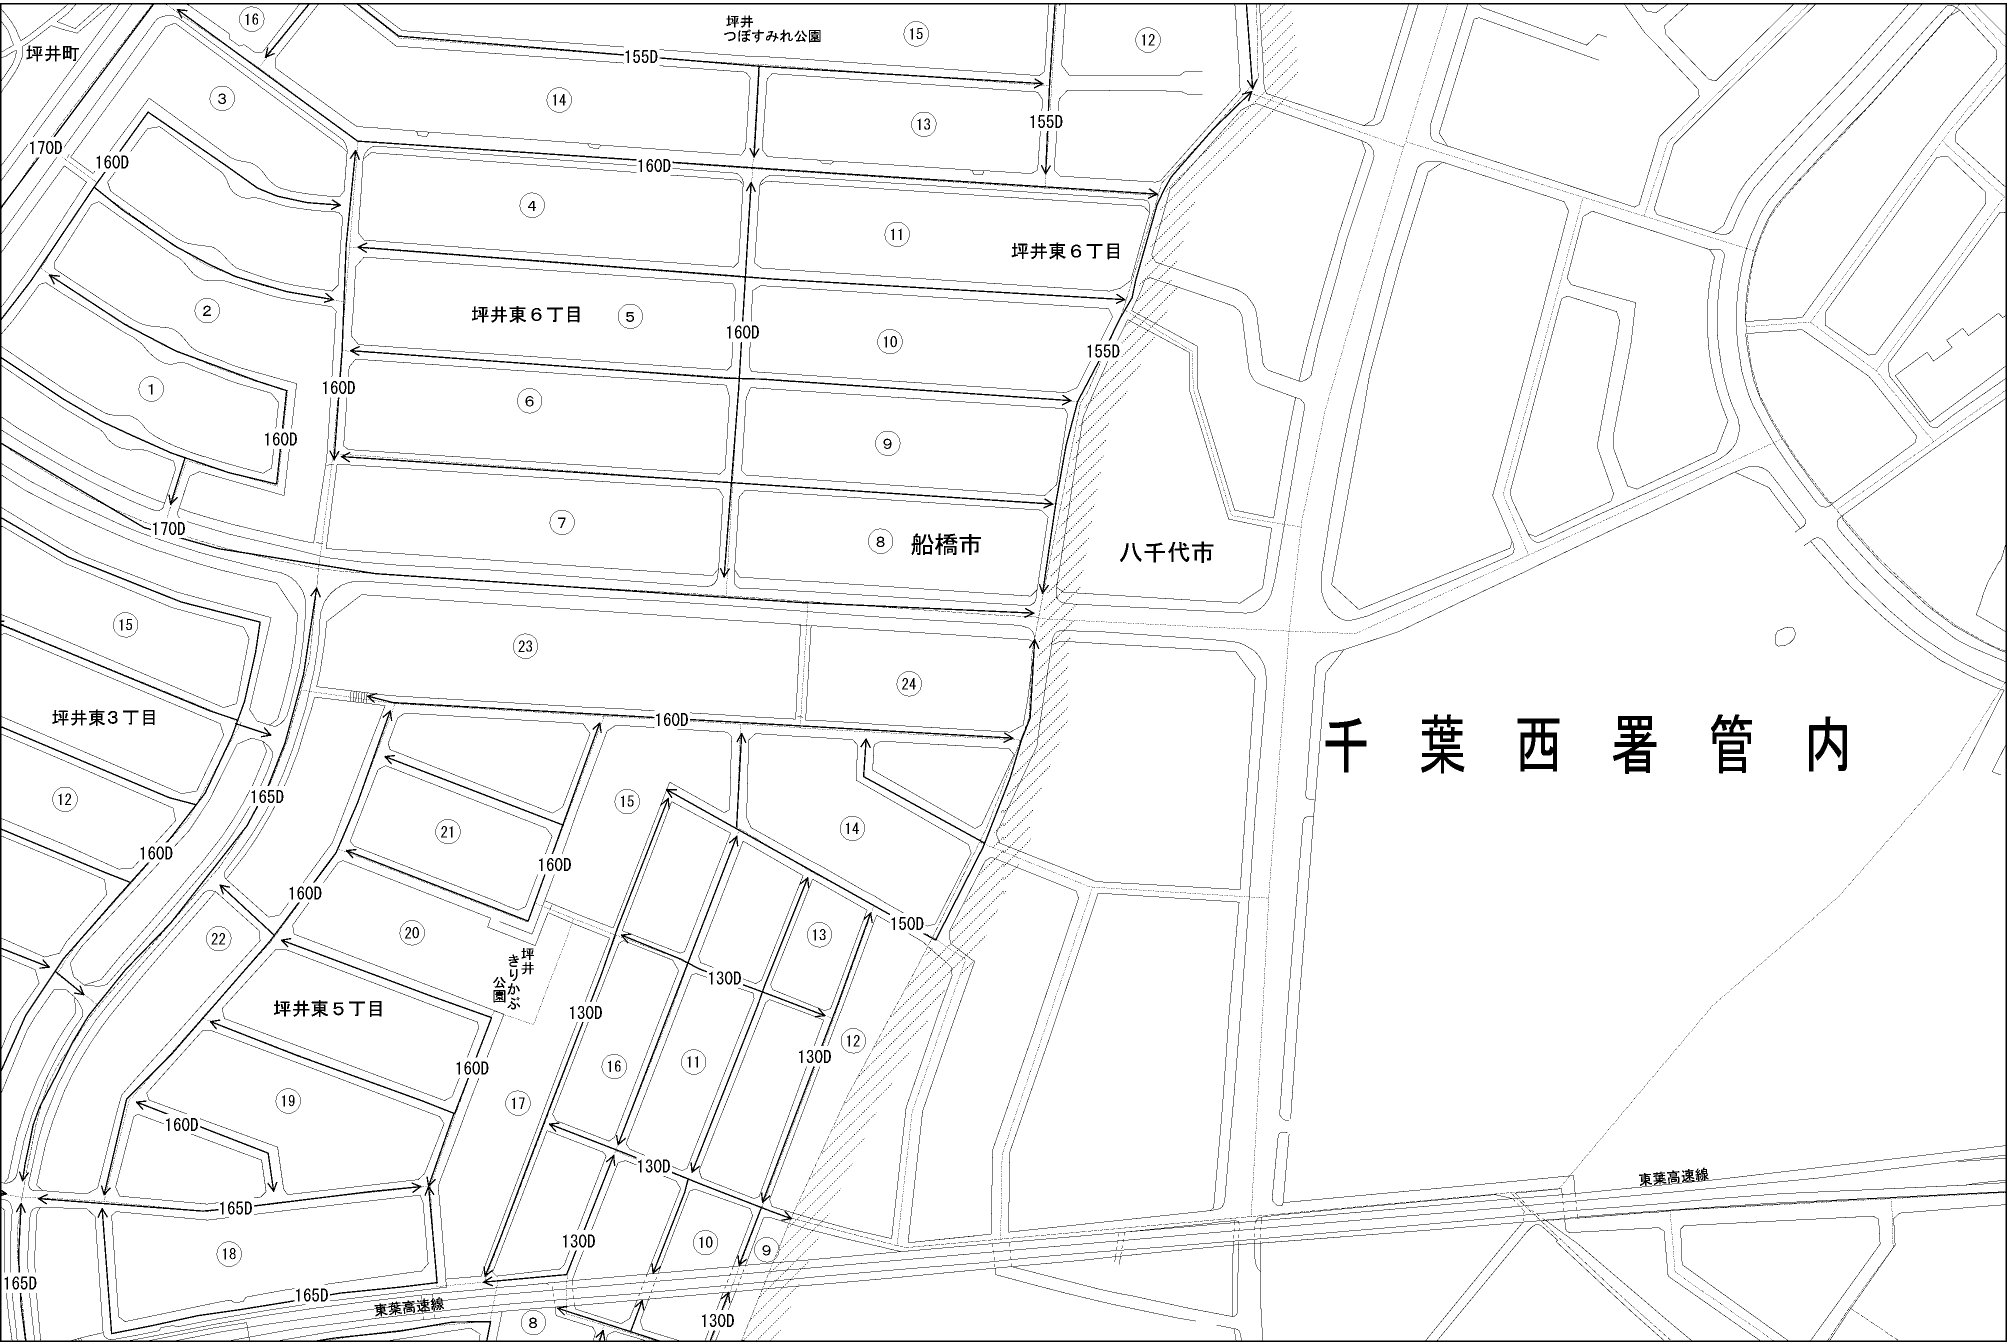 ⑯
坪井町
坪井
つぼすみれ公園
⑮
⑫
155D
③
⑭
⑬
155D
170D
160D
160D
④
⑪
坪井東６丁目
②
坪井東６丁目
⑤
160D
⑩
155D
①
160D
⑥
160D
⑨
⑦
170D
⑧
船橋市
八千代市
⑮
㉓
㉔
坪井東３丁目
160D
千葉西署管内
⑫
165D
⑮
㉑
⑭
160D
160D
160D
150D
㉒
⑳
⑬
坪井
きりかぶ
公園
130D
坪井東５丁目
130D
⑫
130D
160D
⑯
⑪
⑲
⑰
160D
130D
東葉高速線
165D
⑱
130D
⑩
⑨
165D
165D
東葉高速線
⑧
130D